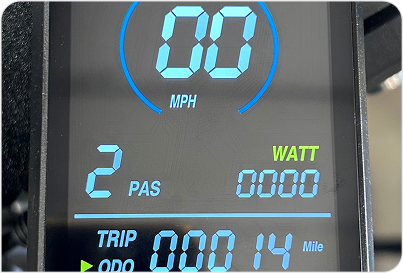 00
MPH
2 PAS
WATT
0000
TRIP
ODO
00014 Mile